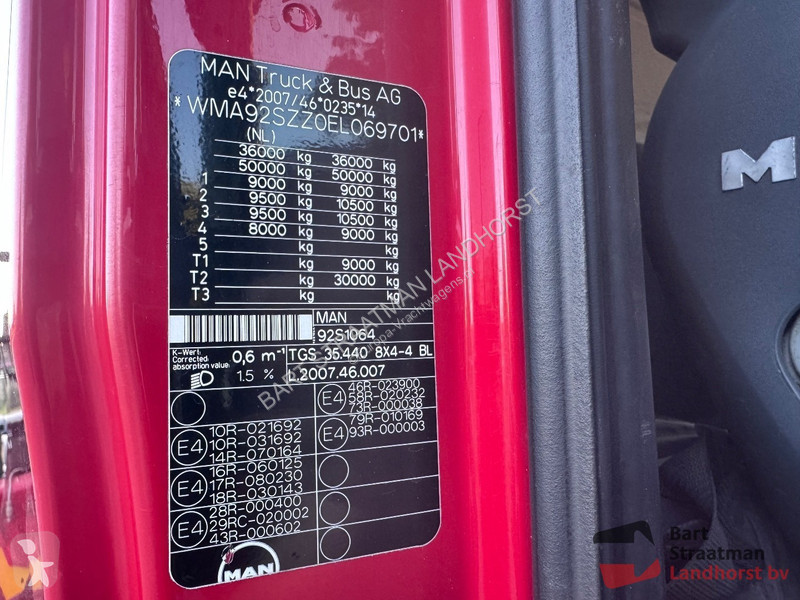 MAN Truck & Bus AG
e4*2007/46*0235*14
*WMA92SZZ0EL069701*
(NL)
36000 kg 36000 kg
50000 kg 50000 kg
1 9000 kg 9000 kg
2 9500 kg 10500 kg
3 9500 kg 10500 kg
4 8000 kg 9000 kg
5 kg kg
T1 kg 9000 kg
T2 kg 30000 kg
T3 kg kg
MAN
92S1064
K-Wert: Corrected absorption value: 0,6 m⁻¹ TGS 35.440 8X4-4 BL
1.5 % L.2007.46.007
46R-023900
58R-020232
73R-000038
E4
79R-010169
93R-000003
E4
10R-021692
10R-031692
14R-070164
E4
16R-060125
17R-080230
18R-030143
E4
28R-000400
29RC-020002
43R-000602
E4
MAN
M
BART STRAATMAN LANDHORST
Bart
Straatman
Landhorst bv